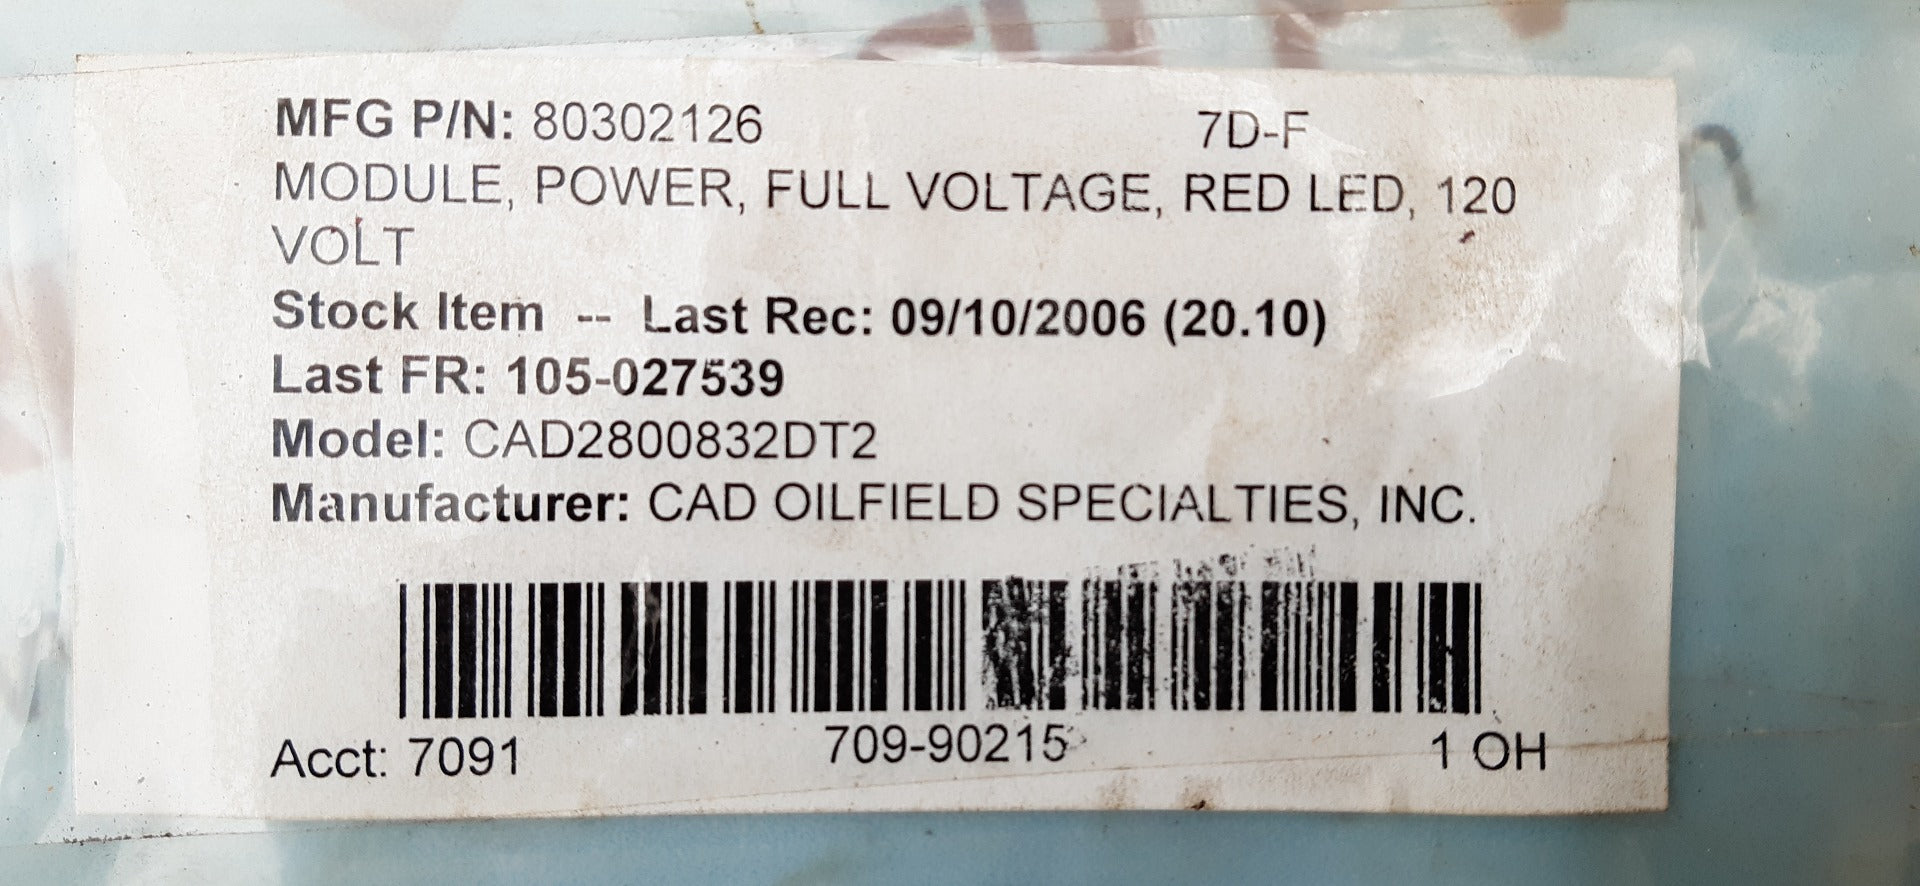 MFG P/N: 80302126 7D-F
MODULE, POWER, FULL VOLTAGE, RED LED, 120
VOLT
Stock Item -- Last Rec: 09/10/2006 (20.10)
Last FR: 105-027539
Model: CAD2800832DT2
Manufacturer: CAD OILFIELD SPECIALTIES, INC.
Acct: 7091 709-90215 1 OH